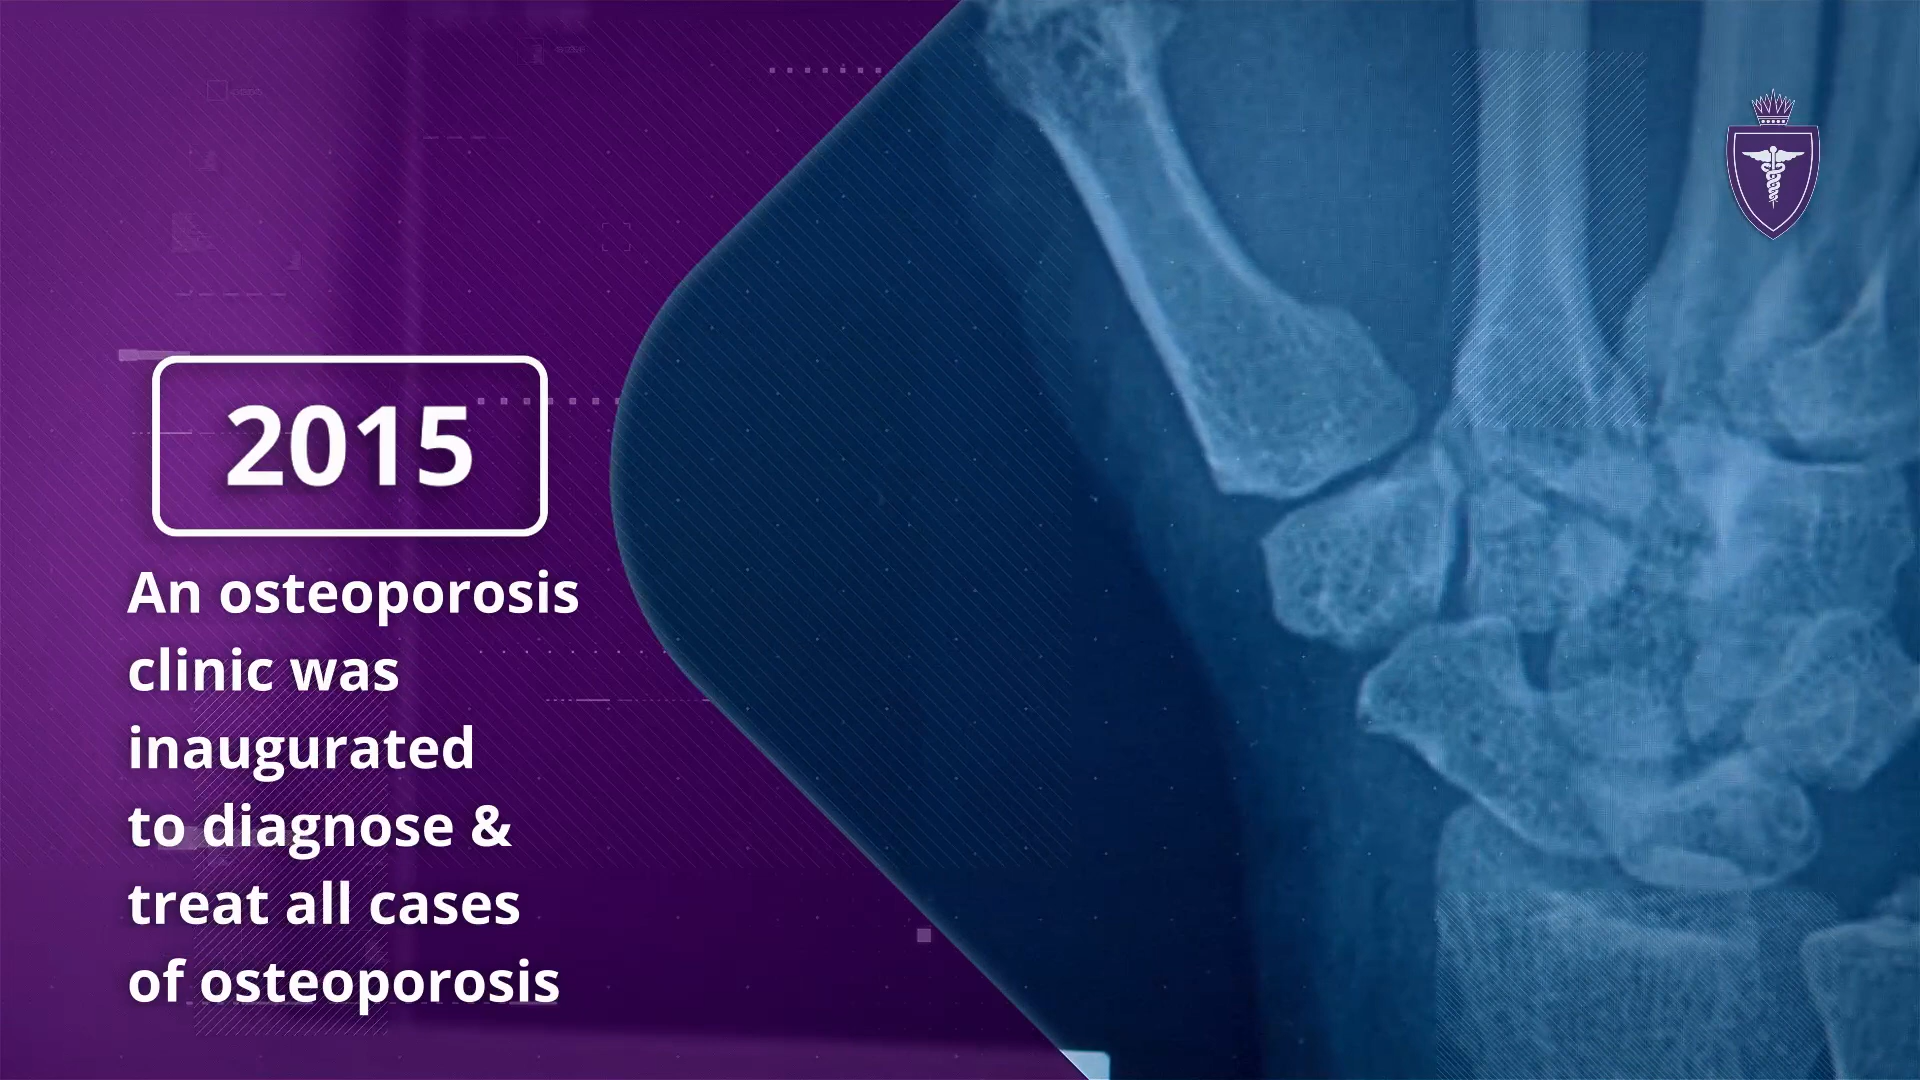 2015
An osteoporosis
clinic was
inaugurated
to diagnose &
treat all cases
of osteoporosis